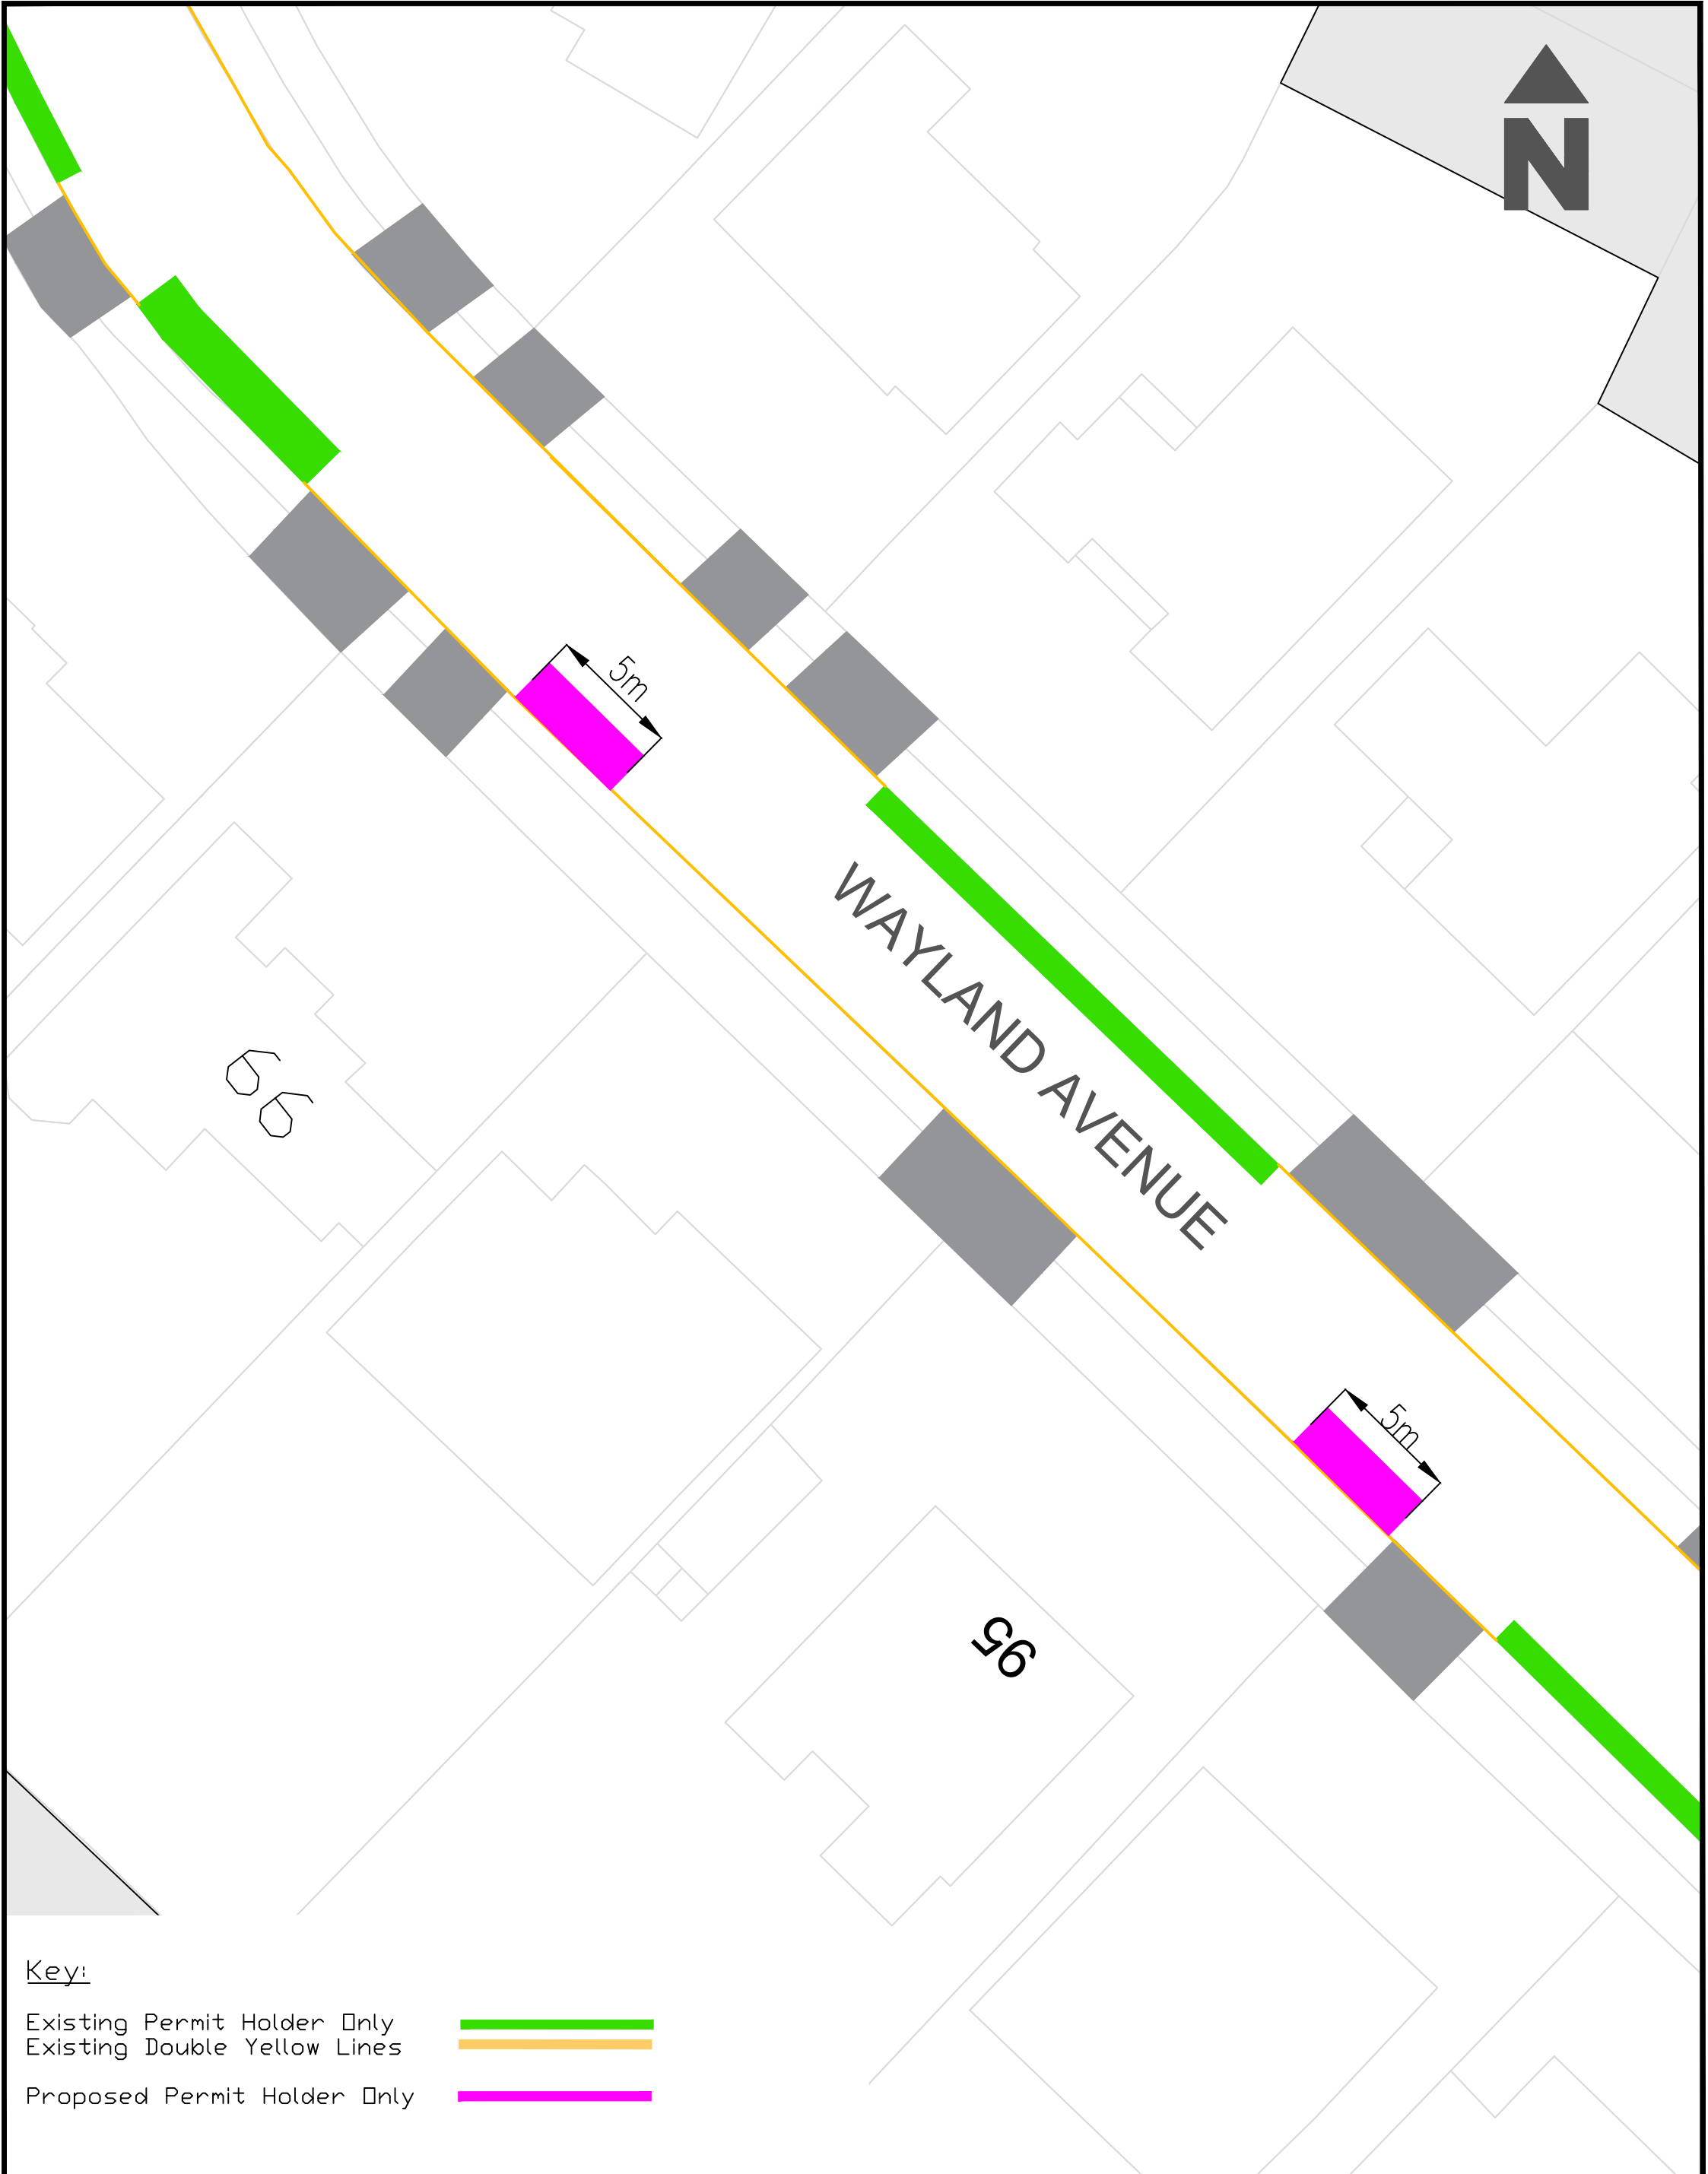 N
5m
WAYLAND AVENUE
99
5m
95
Key:
Existing Permit Holder Only
Existing Double Yellow Lines
Proposed Permit Holder Only